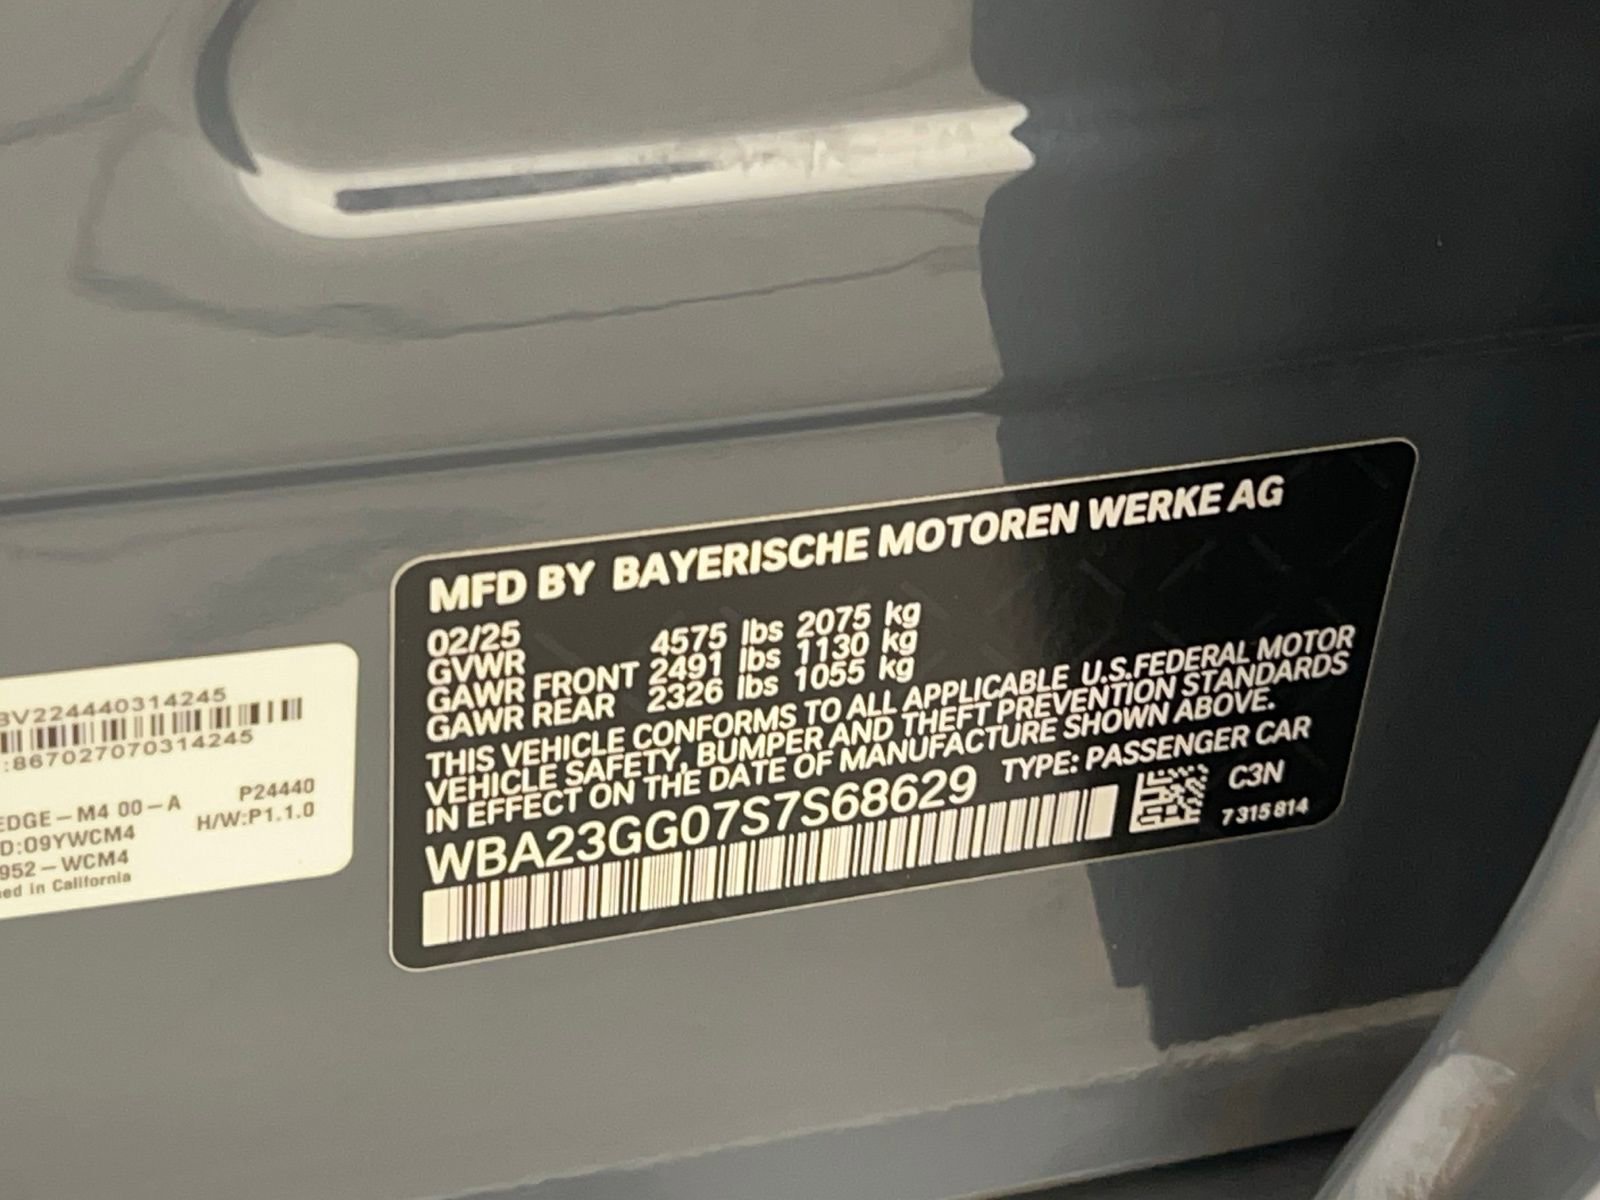 3V224440314245
:867027070314245
EDGE-M4 00-A
P24440
D:09YWCM4
H/W:P1.1.0
952-WCM4
ed in California
MFD BY BAYERISCHE MOTOREN WERKE AG
02/25
GVWR 4575 lbs 2075 kg
GAWR FRONT 2491 lbs 1130 kg
GAWR REAR 2326 lbs 1055 kg
THIS VEHICLE CONFORMS TO ALL APPLICABLE U.S.FEDERAL MOTOR
VEHICLE SAFETY, BUMPER AND THEFT PREVENTION STANDARDS
IN EFFECT ON THE DATE OF MANUFACTURE SHOWN ABOVE.
WBA23GG07S7S68629 TYPE: PASSENGER CAR
C3N
7 315 814